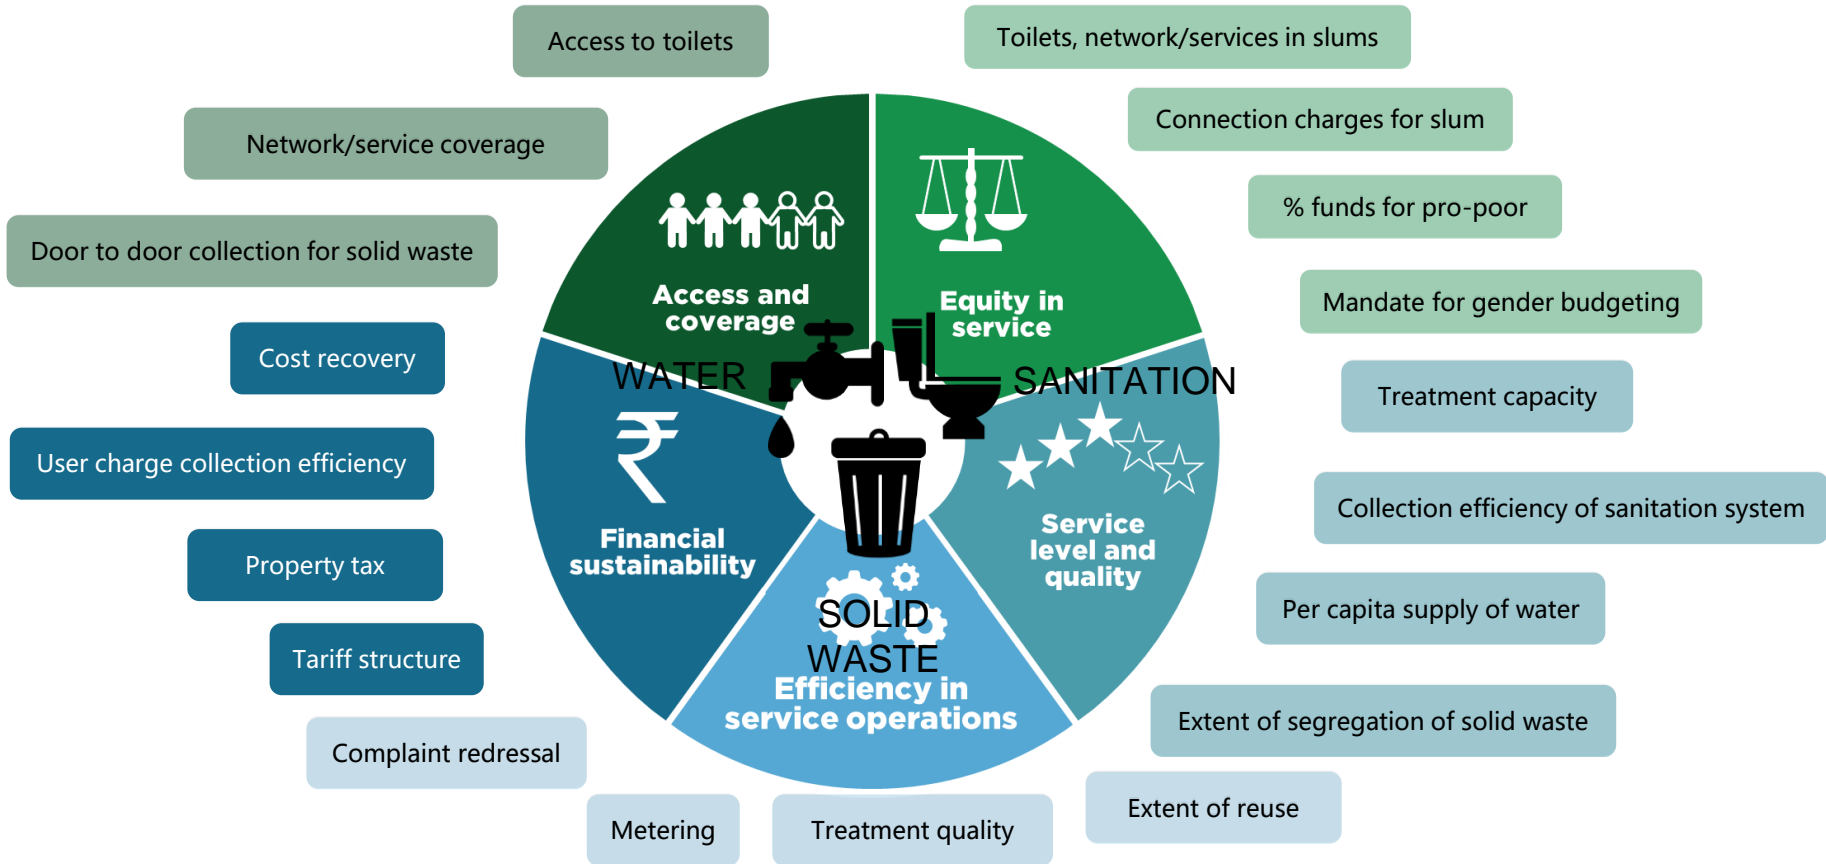 Access to toilets
Toilets, network/services in slums
Network/service coverage
Connection charges for slum
% funds for pro-poor
Door to door collection for solid waste
Mandate for gender budgeting
Access and
coverage
Equity in
service
Cost recovery
WATER
SANITATION
Treatment capacity
₹
User charge collection efficiency
Collection efficiency of sanitation system
Financial
sustainability
Service
level and
quality
Property tax
Per capita supply of water
SOLID
WASTE
Tariff structure
Efficiency in
service operations
Extent of segregation of solid waste
Complaint redressal
Metering
Treatment quality
Extent of reuse